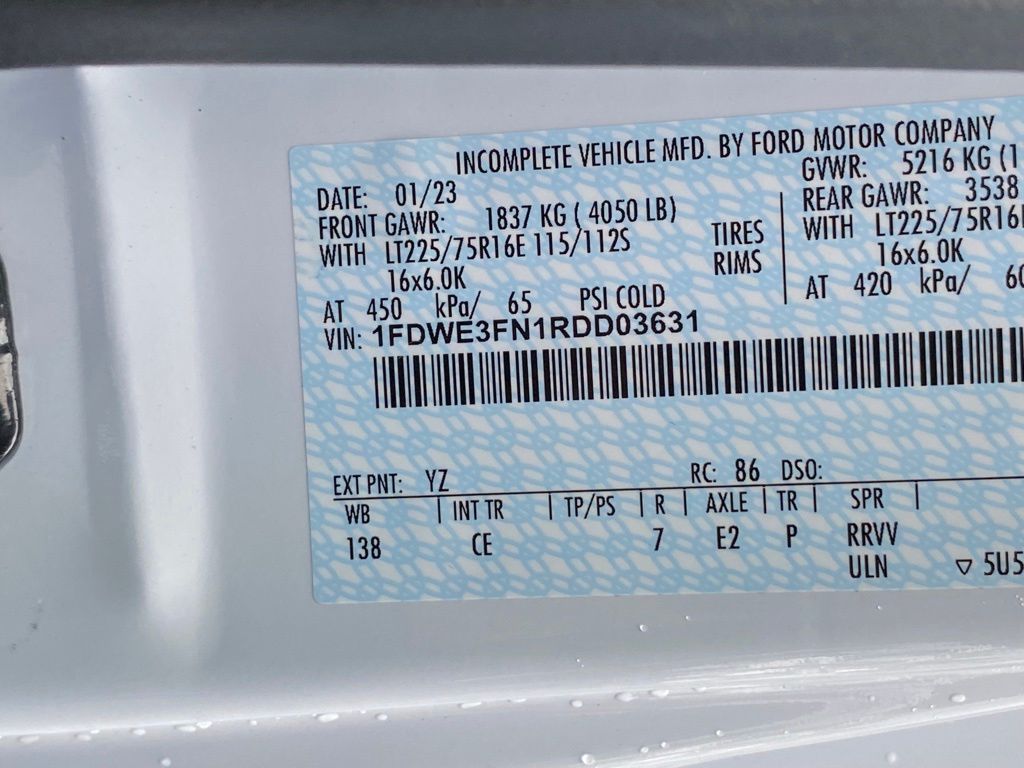 INCOMPLETE VEHICLE MFD. BY FORD MOTOR COMPANY
DATE: 01/23
GVWR: 5216 KG (1
FRONT GAWR: 1837 KG ( 4050 LB)
REAR GAWR: 3538
WITH LT225/75R16E 115/112S
TIRES
WITH LT225/75R16
16x6.0K
RIMS
16x6.0K
AT 450 kPa/ 65 PSI COLD
AT 420 kPa/ 60
VIN: 1FDWE3FN1RDD03631
EXT PNT: YZ RC: 86 DSO:
WB | INT TR | TP/PS | R | AXLE | TR | SPR |
138 CE 7 E2 P RRVV
ULN ▽ 5U5